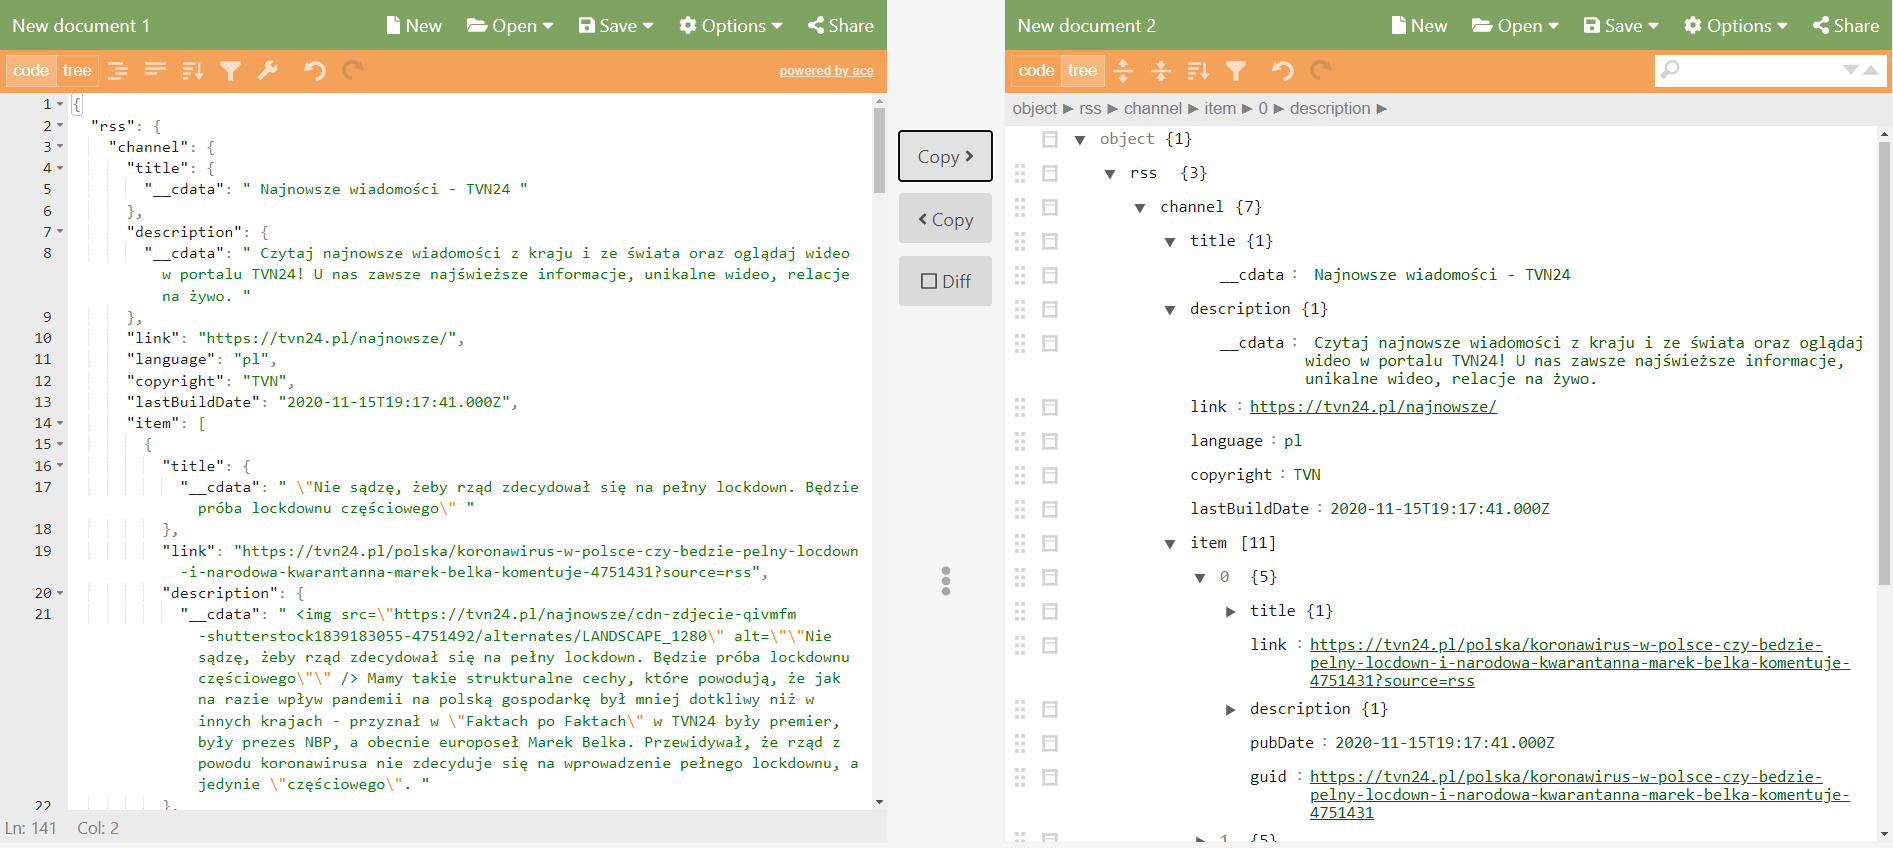 New document 1
New
Open
Save
Options
Share
code
tree
powered by ace
1 {
2 "rss": {
3 "channel": {
4 "title": {
5 "__cdata": " Najnowsze wiadomości - TVN24 "
6 },
7 "description": {
8 "__cdata": " Czytaj najnowsze wiadomości z kraju i ze świata oraz oglądaj wideo
w portalu TVN24! U nas zawsze najświeższe informacje, unikalne wideo, relacje
na żywo. "
9 },
10 "link": "https://tvn24.pl/najnowsze/",
11 "language": "pl",
12 "copyright": "TVN",
13 "lastBuildDate": "2020-11-15T19:17:41.000Z",
14 "item": [
15 {
16 "title": {
17 "__cdata": " \"Nie sądzę, żeby rząd zdecydował się na pełny lockdown. Będzie
próba lockdownu częściowego\" "
18 },
19 "link": "https://tvn24.pl/polska/koronawirus-w-polsce-czy-bedzie-pelny-locdown
-i-narodowa-kwarantanna-marek-belka-komentuje-4751431?source=rss",
20 "description": {
21 "__cdata": " <img src=\"https://tvn24.pl/najnowsze/cdn-zdjecie-qivmfm
-shutterstock1839183055-4751492/alternates/LANDSCAPE_1280\" alt=\"\"Nie
sądzę, żeby rząd zdecydował się na pełny lockdown. Będzie próba lockdownu
częściowego\"\" /> Mamy takie strukturalne cechy, które powodują, że jak
na razie wpływ pandemii na polską gospodarkę był mniej dotkliwy niż w
innych krajach - przyznał w \"Faktach po Faktach\" w TVN24 były premier,
były prezes NBP, a obecnie europoseł Marek Belka. Przewidywał, że rząd z
powodu koronawirusa nie zdecyduje się na wprowadzenie pełnego lockdownu, a
jedynie \"częściowego\". "
22 },
Ln: 141 Col: 2
Copy >
< Copy
Diff
New document 2
New
Open
Save
Options
Share
code
tree
object ► rss ► channel ► item ► 0 ► description ►
object {1}
rss {3}
channel {7}
title {1}
__cdata : Najnowsze wiadomości - TVN24
description {1}
__cdata : Czytaj najnowsze wiadomości z kraju i ze świata oraz oglądaj
wideo w portalu TVN24! U nas zawsze najświeższe informacje,
unikalne wideo, relacje na żywo.
link : https://tvn24.pl/najnowsze/
language : pl
copyright : TVN
lastBuildDate : 2020-11-15T19:17:41.000Z
item [11]
0 {5}
title {1}
link : https://tvn24.pl/polska/koronawirus-w-polsce-czy-bedzie-
pelny-locdown-i-narodowa-kwarantanna-marek-belka-komentuje-
4751431?source=rss
description {1}
pubDate : 2020-11-15T19:17:41.000Z
guid : https://tvn24.pl/polska/koronawirus-w-polsce-czy-bedzie-
pelny-locdown-i-narodowa-kwarantanna-marek-belka-komentuje-
4751431
1 {5}